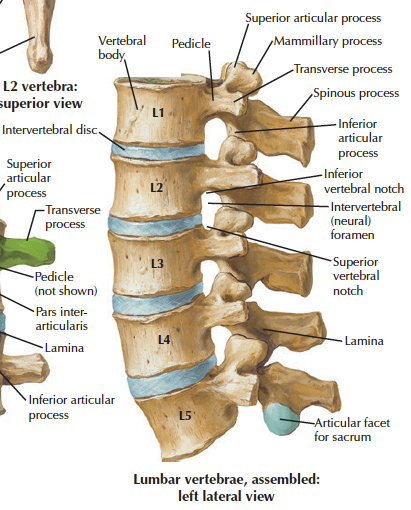 L2 vertebra:
superior view
Superior
articular
process
Transverse
process
Pedicle
(not shown)
Pars inter-
articularis
Lamina
Inferior articular
process
Vertebral
body
Pedicle
Superior articular process
Mammillary process
Transverse process
Spinous process
Inferior
articular
process
Intervertebral disc
Inferior
vertebral notch
Intervertebral
(neural)
foramen
Superior
vertebral
notch
Lamina
Articular facet
for sacrum
L1
L2
L3
L4
L5
Lumbar vertebrae, assembled:
left lateral view